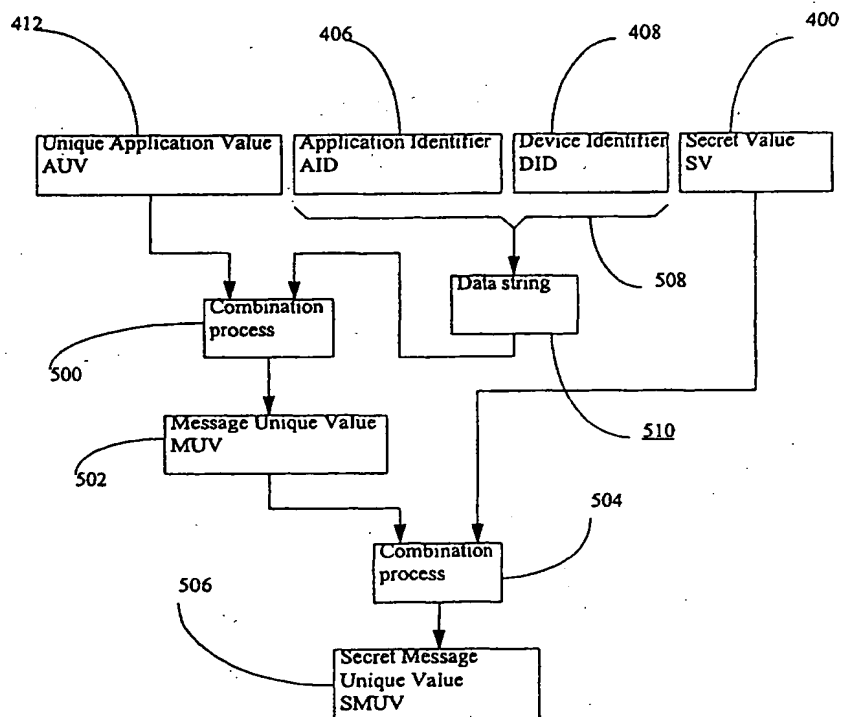 412
406
408
400
Unique Application Value
AUV
Application Identifier
AID
Device Identifier
DID
Secret Value
SV
Data string
508
Combination
process
500
Message Unique Value
MUV
510
502
504
Combination
process
506
Secret Message
Unique Value
SMUV